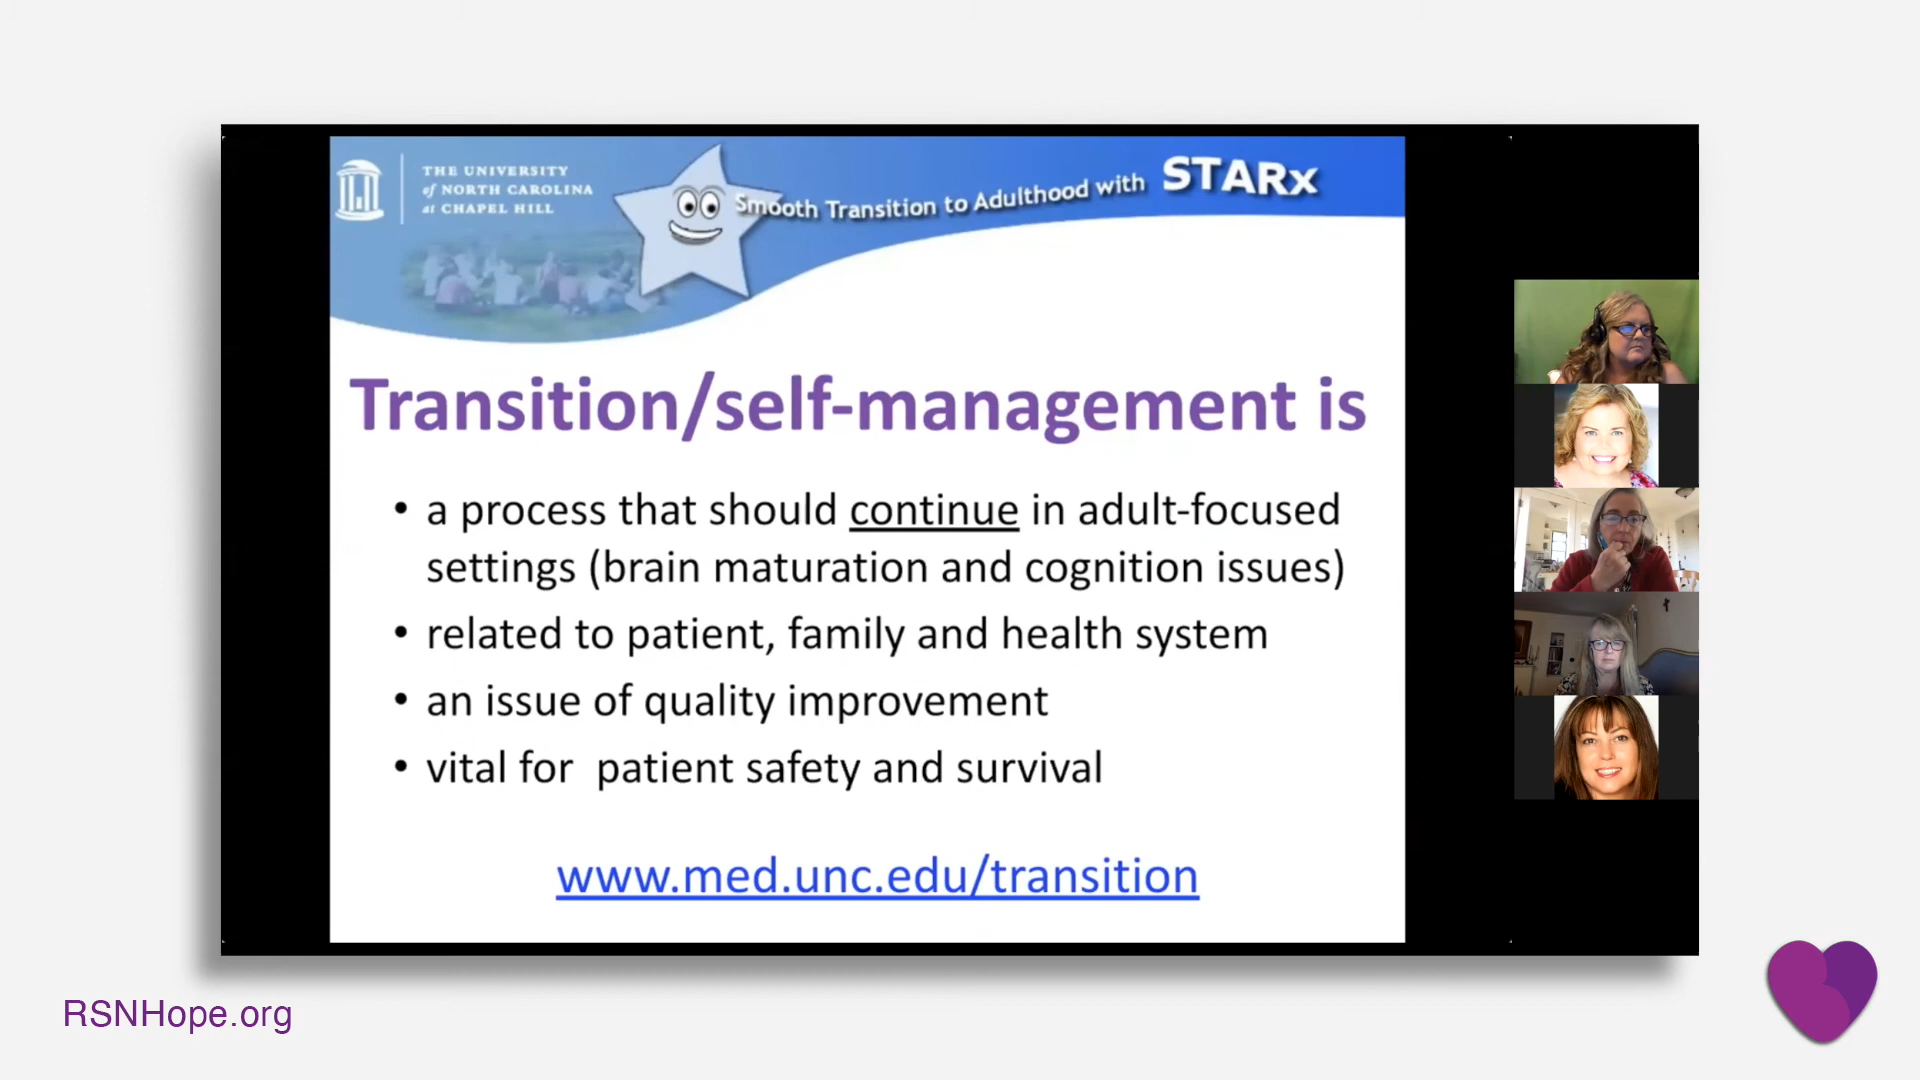 THE UNIVERSITY
of NORTH CAROLINA
at CHAPEL HILL
Smooth Transition to Adulthood with STARx
Transition/self-management is
• a process that should continue in adult-focused
settings (brain maturation and cognition issues)
• related to patient, family and health system
• an issue of quality improvement
• vital for patient safety and survival
www.med.unc.edu/transition
RSNHope.org